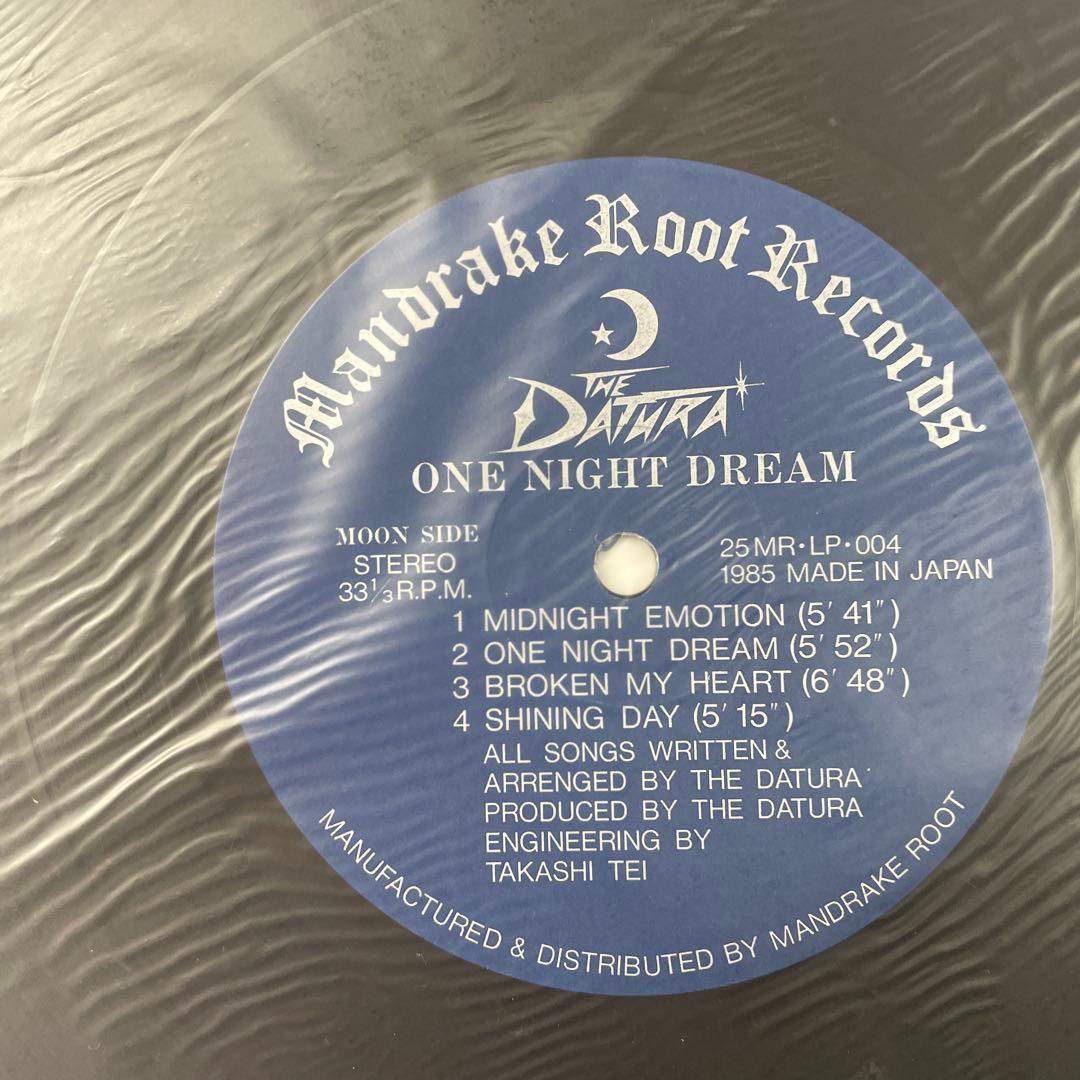 Mandrake Root Records
THE
DATURA
ONE NIGHT DREAM
MOON SIDE
STEREO
33 1/3 R.P.M.
25MR・LP・004
1985 MADE IN JAPAN
1 MIDNIGHT EMOTION (5' 41")
2 ONE NIGHT DREAM (5' 52")
3 BROKEN MY HEART (6' 48")
4 SHINING DAY (5' 15")
ALL SONGS WRITTEN &
ARRENGED BY THE DATURA
PRODUCED BY THE DATURA
ENGINEERING BY
TAKASHI TEI
MANUFACTURED & DISTRIBUTED BY MANDRAKE ROOT